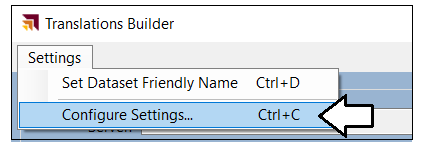 Translations Builder
Settings
Set Dataset Friendly Name Ctrl+D
Configure Settings... Ctrl+C